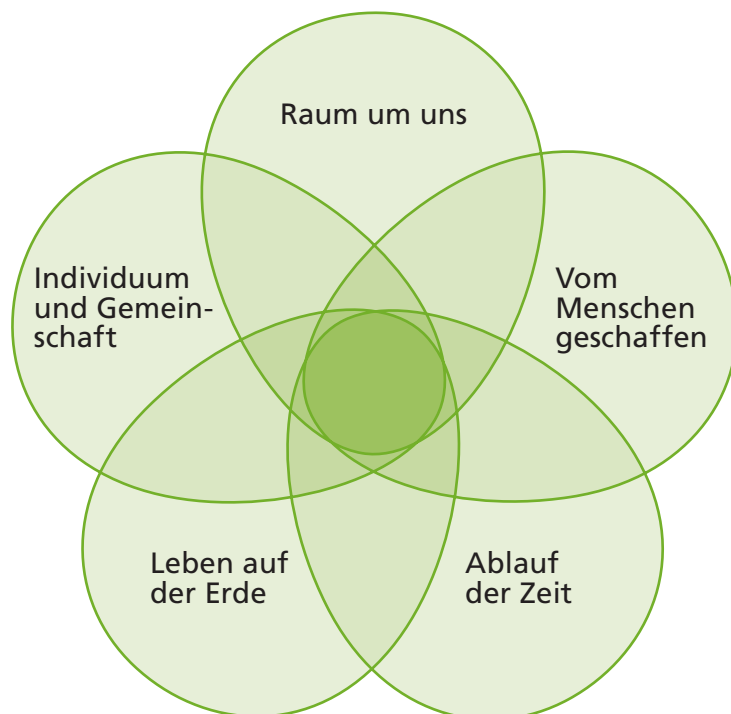 Raum um uns
Individuum
und Gemein-
schaft
Vom
Menschen
geschaffen
Leben auf
der Erde
Ablauf
der Zeit